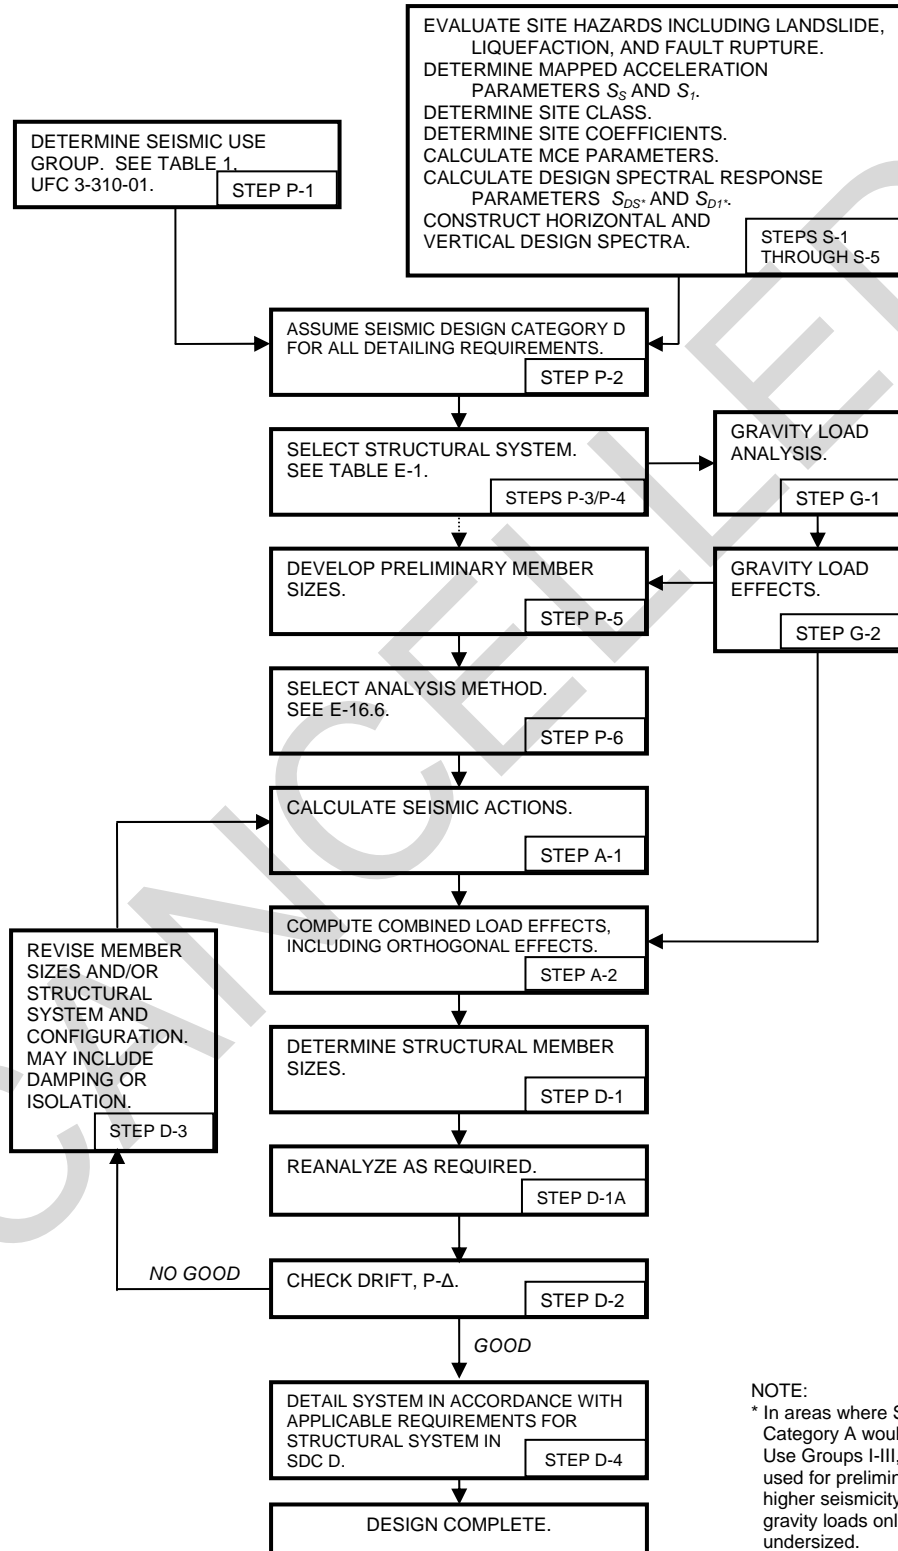 EVALUATE SITE HAZARDS INCLUDING LANDSLIDE,
LIQUEFACTION, AND FAULT RUPTURE.
DETERMINE MAPPED ACCELERATION
PARAMETERS SS AND S1.
DETERMINE SITE CLASS.
DETERMINE SITE COEFFICIENTS.
CALCULATE MCE PARAMETERS.
CALCULATE DESIGN SPECTRAL RESPONSE
PARAMETERS SDS* AND SD1*.
CONSTRUCT HORIZONTAL AND
VERTICAL DESIGN SPECTRA.
STEPS S-1
THROUGH S-5
DETERMINE SEISMIC USE
GROUP. SEE TABLE 1,
UFC 3-310-01.
STEP P-1
ASSUME SEISMIC DESIGN CATEGORY D
FOR ALL DETAILING REQUIREMENTS.
STEP P-2
SELECT STRUCTURAL SYSTEM.
SEE TABLE E-1.
STEPS P-3/P-4
GRAVITY LOAD
ANALYSIS.
STEP G-1
DEVELOP PRELIMINARY MEMBER
SIZES.
STEP P-5
GRAVITY LOAD
EFFECTS.
STEP G-2
SELECT ANALYSIS METHOD.
SEE E-16.6.
STEP P-6
CALCULATE SEISMIC ACTIONS.
STEP A-1
COMPUTE COMBINED LOAD EFFECTS,
INCLUDING ORTHOGONAL EFFECTS.
STEP A-2
REVISE MEMBER
SIZES AND/OR
STRUCTURAL
SYSTEM AND
CONFIGURATION.
MAY INCLUDE
DAMPING OR
ISOLATION.
STEP D-3
DETERMINE STRUCTURAL MEMBER
SIZES.
STEP D-1
REANALYZE AS REQUIRED.
STEP D-1A
NO GOOD
CHECK DRIFT, P-Δ.
STEP D-2
GOOD
DETAIL SYSTEM IN ACCORDANCE WITH
APPLICABLE REQUIREMENTS FOR
STRUCTURAL SYSTEM IN
SDC D.
STEP D-4
DESIGN COMPLETE.
NOTE:
* In areas where
Category A
Use Groups I-III,
used for
higher seismicity
gravity loads
undersized.
CANCELLED